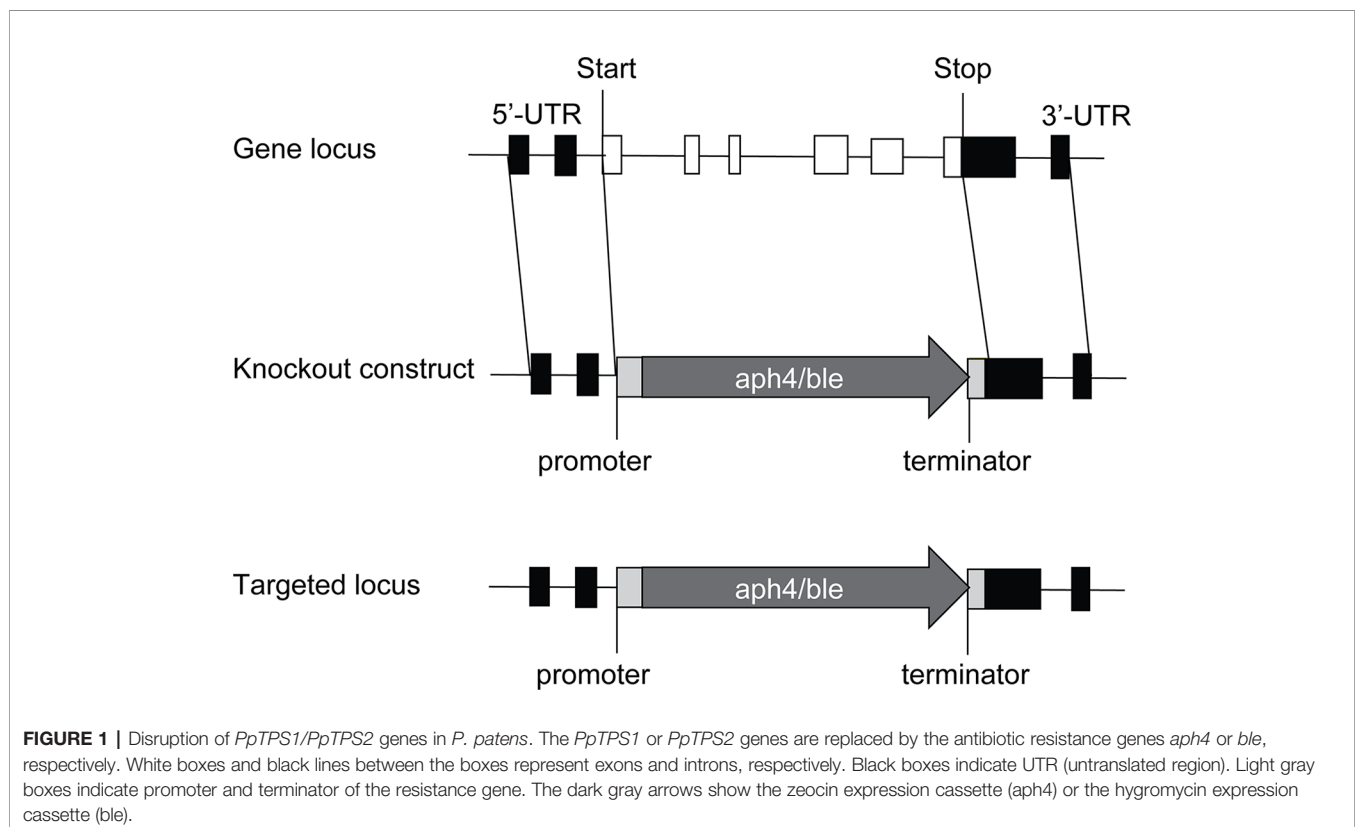 Start
Stop
5’-UTR
3’-UTR
Gene locus
Knockout construct
aph4/ble
promoter
terminator
Targeted locus
aph4/ble
promoter
terminator
FIGURE 1 | Disruption of PpTPS1/PpTPS2 genes in P. patens. The PpTPS1 or PpTPS2 genes are replaced by the antibiotic resistance genes aph4 or ble,
respectively. White boxes and black lines between the boxes represent exons and introns, respectively. Black boxes indicate UTR (untranslated region). Light gray
boxes indicate promoter and terminator of the resistance gene. The dark gray arrows show the zeocin expression cassette (aph4) or the hygromycin expression
cassette (ble).